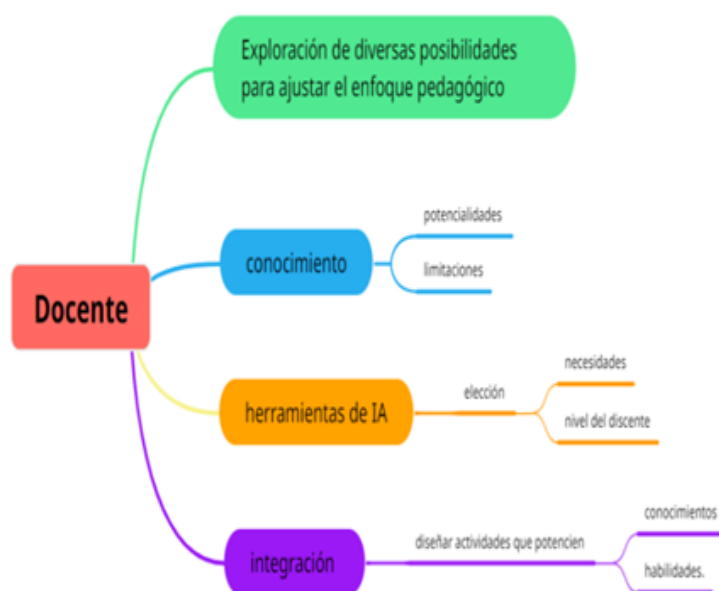 Exploración de diversas posibilidades
para ajustar el enfoque pedagógico
potencialidades
conocimiento
limitaciones
Docente
necesidades
elección
herramientas de IA
nivel del discente
conocimientos
diseñar actividades que potencien
integración
habilidades.